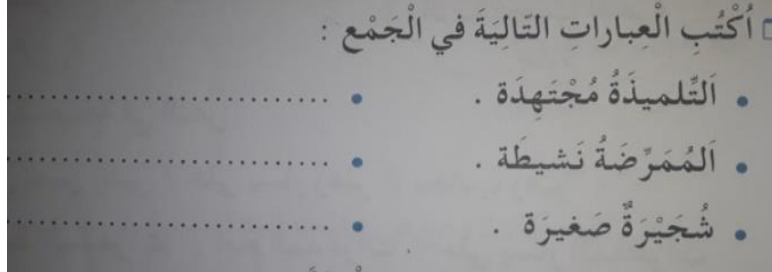 أُكْتُبِ الْعِباراتِ التّالِيَةَ في الْجَمْعِ :
• اَلتِّلميذَةُ مُجْتَهِدَة . • ..............................
• اَلمُمَرِّضَةُ نَشيطَة . • ..............................
• شُجَيْرَةٌ صَغيرَة . • ..............................